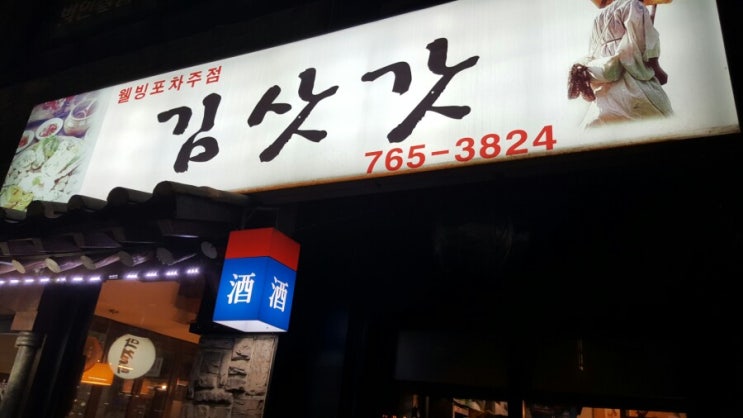 웰빙포차주점
김삿갓
765-3824
酒 酒